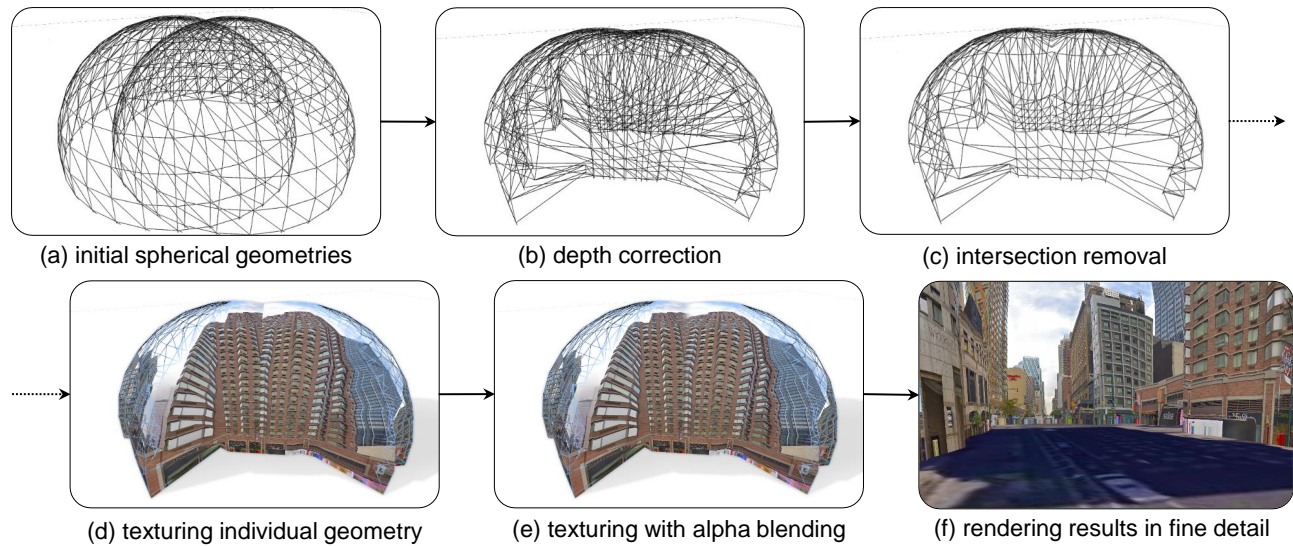 (a) initial spherical geometries
(b) depth correction
(c) intersection removal
(d) texturing individual geometry
(e) texturing with alpha blending
(f) rendering results in fine detail